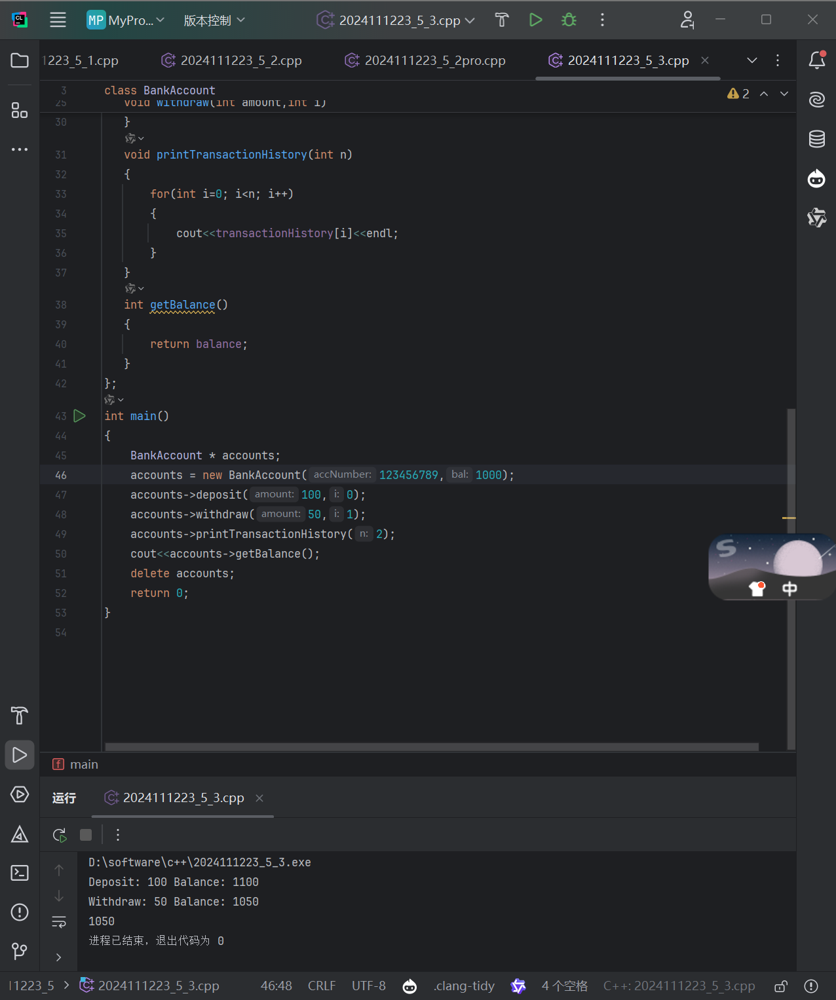 MP MyPro... 版本控制 2024111223_5_3.cpp
1223_5_1.cpp 2024111223_5_2.cpp 2024111223_5_2pro.cpp 2024111223_5_3.cpp
3 class BankAccount 2
25 void withdraw(int amount,int i)
30 }
31 void printTransactionHistory(int n)
32 {
33 for(int i=0; i<n; i++)
34 {
35 cout<<transactionHistory[i]<<endl;
36 }
37 }
38 int getBalance()
39 {
40 return balance;
41 }
42 };
43 int main()
44 {
45 BankAccount * accounts;
46 accounts = new BankAccount( accNumber: 123456789, bal: 1000);
47 accounts->deposit( amount: 100, i: 0);
48 accounts->withdraw( amount: 50, i: 1);
49 accounts->printTransactionHistory( n: 2);
50 cout<<accounts->getBalance();
51 delete accounts;
52 return 0;
53 }
54
S
中
f main
运行 2024111223_5_3.cpp
D:\software\c++\2024111223_5_3.exe
Deposit: 100 Balance: 1100
Withdraw: 50 Balance: 1050
1050
进程已结束，退出代码为 0
11223_5 > 2024111223_5_3.cpp 46:48 CRLF UTF-8 .clang-tidy 4 个空格 C++: 2024111223_5_3.cpp